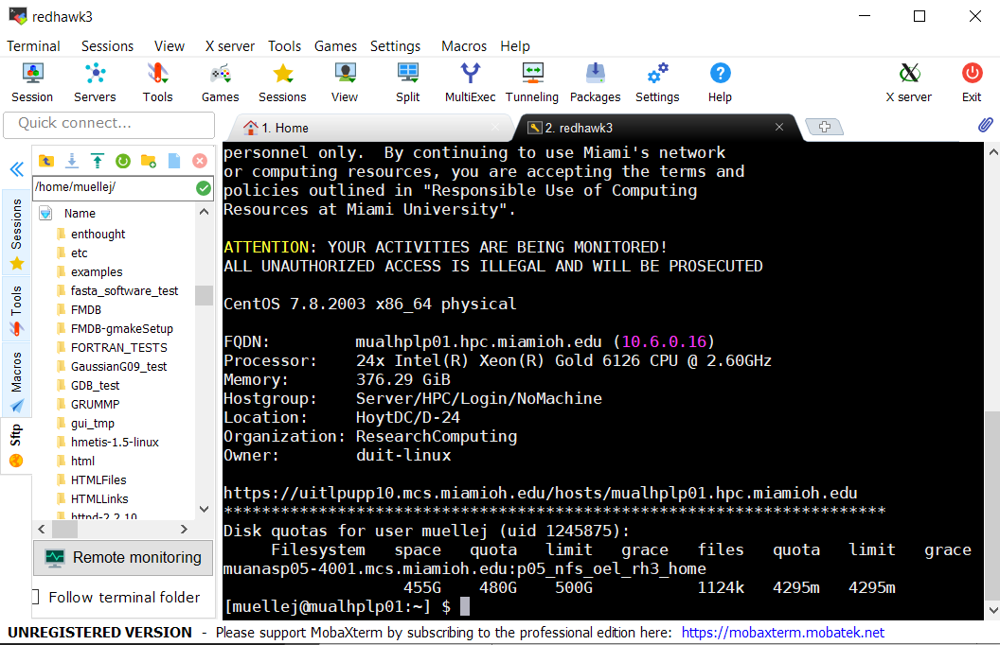 redhawk3
Terminal Sessions View X server Tools Games Settings Macros Help
Session Servers Tools Games Sessions View Split MultiExec Tunneling Packages Settings Help X server Exit
Quick connect...
1. Home
2. redhawk3
/home/muellej/
Name
enthought
etc
examples
fasta_software_test
FMDB
FMDB-gmakeSetup
FORTRAN_TESTS
GaussianG09_test
GDB_test
GRUMMP
gui_tmp
hmetis-1.5-linux
html
HTMLFiles
HTMLLinks
httpd-2.2.10
Sessions
Tools
Macros
Sftp
Remote monitoring
Follow terminal folder
personnel only.  By continuing to use Miami's network
or computing resources, you are accepting the terms and
policies outlined in "Responsible Use of Computing
Resources at Miami University".
ATTENTION: YOUR ACTIVITIES ARE BEING MONITORED!
ALL UNAUTHORIZED ACCESS IS ILLEGAL AND WILL BE PROSECUTED
CentOS 7.8.2003 x86_64 physical
FQDN:         mualhplp01.hpc.miamioh.edu (10.6.0.16)
Processor:    24x Intel(R) Xeon(R) Gold 6126 CPU @ 2.60GHz
Memory:       376.29 GiB
Hostgroup:    Server/HPC/Login/NoMachine
Location:     HoytDC/D-24
Organization: ResearchComputing
Owner:        duit-linux
https://uitlpupp10.mcs.miamioh.edu/hosts/mualhplp01.hpc.miamioh.edu
**********************************************************************
Disk quotas for user muellej (uid 1245875):
     Filesystem   space   quota   limit   grace   files   quota   limit   grace
muanasp05-4001.mcs.miamioh.edu:p05_nfs_oel_rh3_home
                   455G    480G    500G           1124k   4295m   4295m
[muellej@mualhplp01:~] $
UNREGISTERED VERSION - Please support MobaXterm by subscribing to the professional edition here: https://mobaxterm.mobatek.net